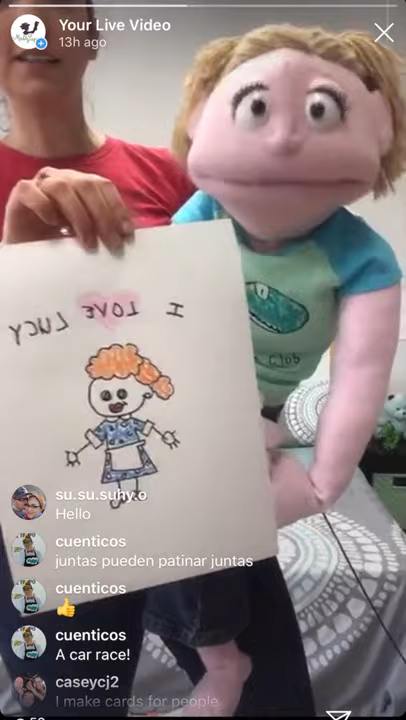 Your Live Video
13h ago
I LOVE LUCY
Club
su.su.suhy.o
Hello
cuenticos
juntas pueden patinar juntas
cuenticos
👍
cuenticos
A car race!
caseycj2
I make cards for people